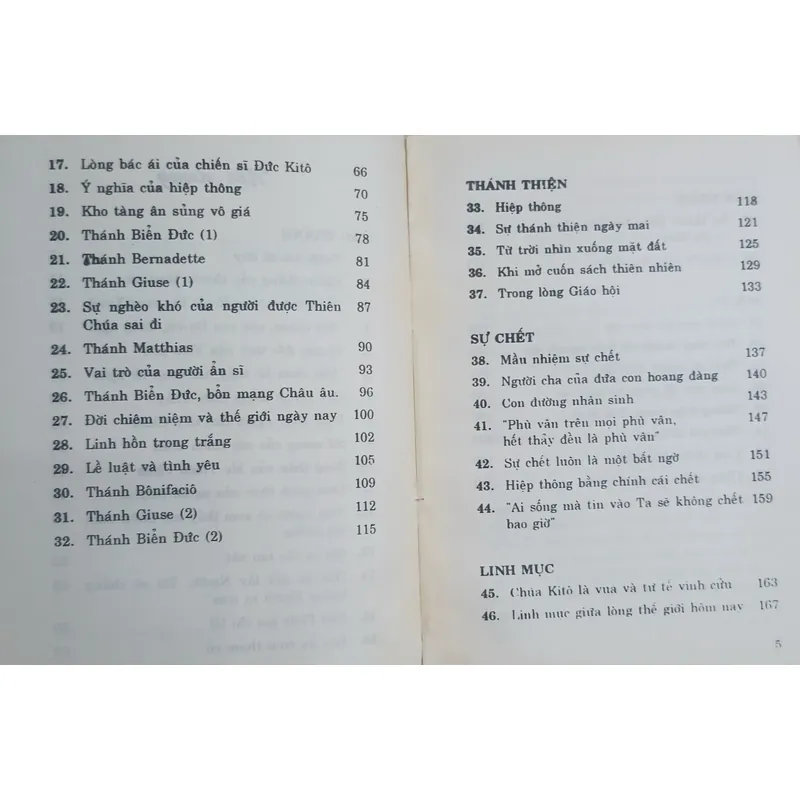 17. Lòng bác ái của chiến sĩ Đức Kitô 66
18. Ý nghĩa của hiệp thông 70
19. Kho tàng ân sủng vô giá 75
20. Thánh Biển Đức (1) 78
21. Thánh Bernadette 81
22. Thánh Giuse (1) 84
23. Sự nghèo khó của người được Thiên 87
Chúa sai đi
24. Thánh Matthias 90
25. Vai trò của người ẩn sĩ 93
26. Thánh Biển Đức, bổn mạng Châu âu. 96
27. Đời chiêm niệm và thế giới ngày nay 100
28. Linh hồn trong trắng 102
29. Lề luật và tình yêu 105
30. Thánh Bônifaciô 109
31. Thánh Giuse (2) 112
32. Thánh Biển Đức (2) 115
THÁNH THIỆN
33. Hiệp thông 118
34. Sự thánh thiện ngày mai 121
35. Từ trời nhìn xuống mặt đất 125
36. Khi mở cuốn sách thiên nhiên 129
37. Trong lòng Giáo hội 133
SỰ CHẾT
38. Mầu nhiệm sự chết 137
39. Người cha của đứa con hoang đàng 140
40. Con đường nhân sinh 143
41. "Phù vân trên mọi phù vân, 147
hết thảy đều là phù vân"
42. Sự chết luôn là một bất ngờ 151
43. Hiệp thông bằng chính cái chết 155
44. "Ai sống mà tin vào Ta sẽ không chết 159
bao giờ"
LINH MỤC
45. Chúa Kitô là vua và tư tế vĩnh cửu 163
46. Linh mục giữa lòng thế giới hôm nay 167
5